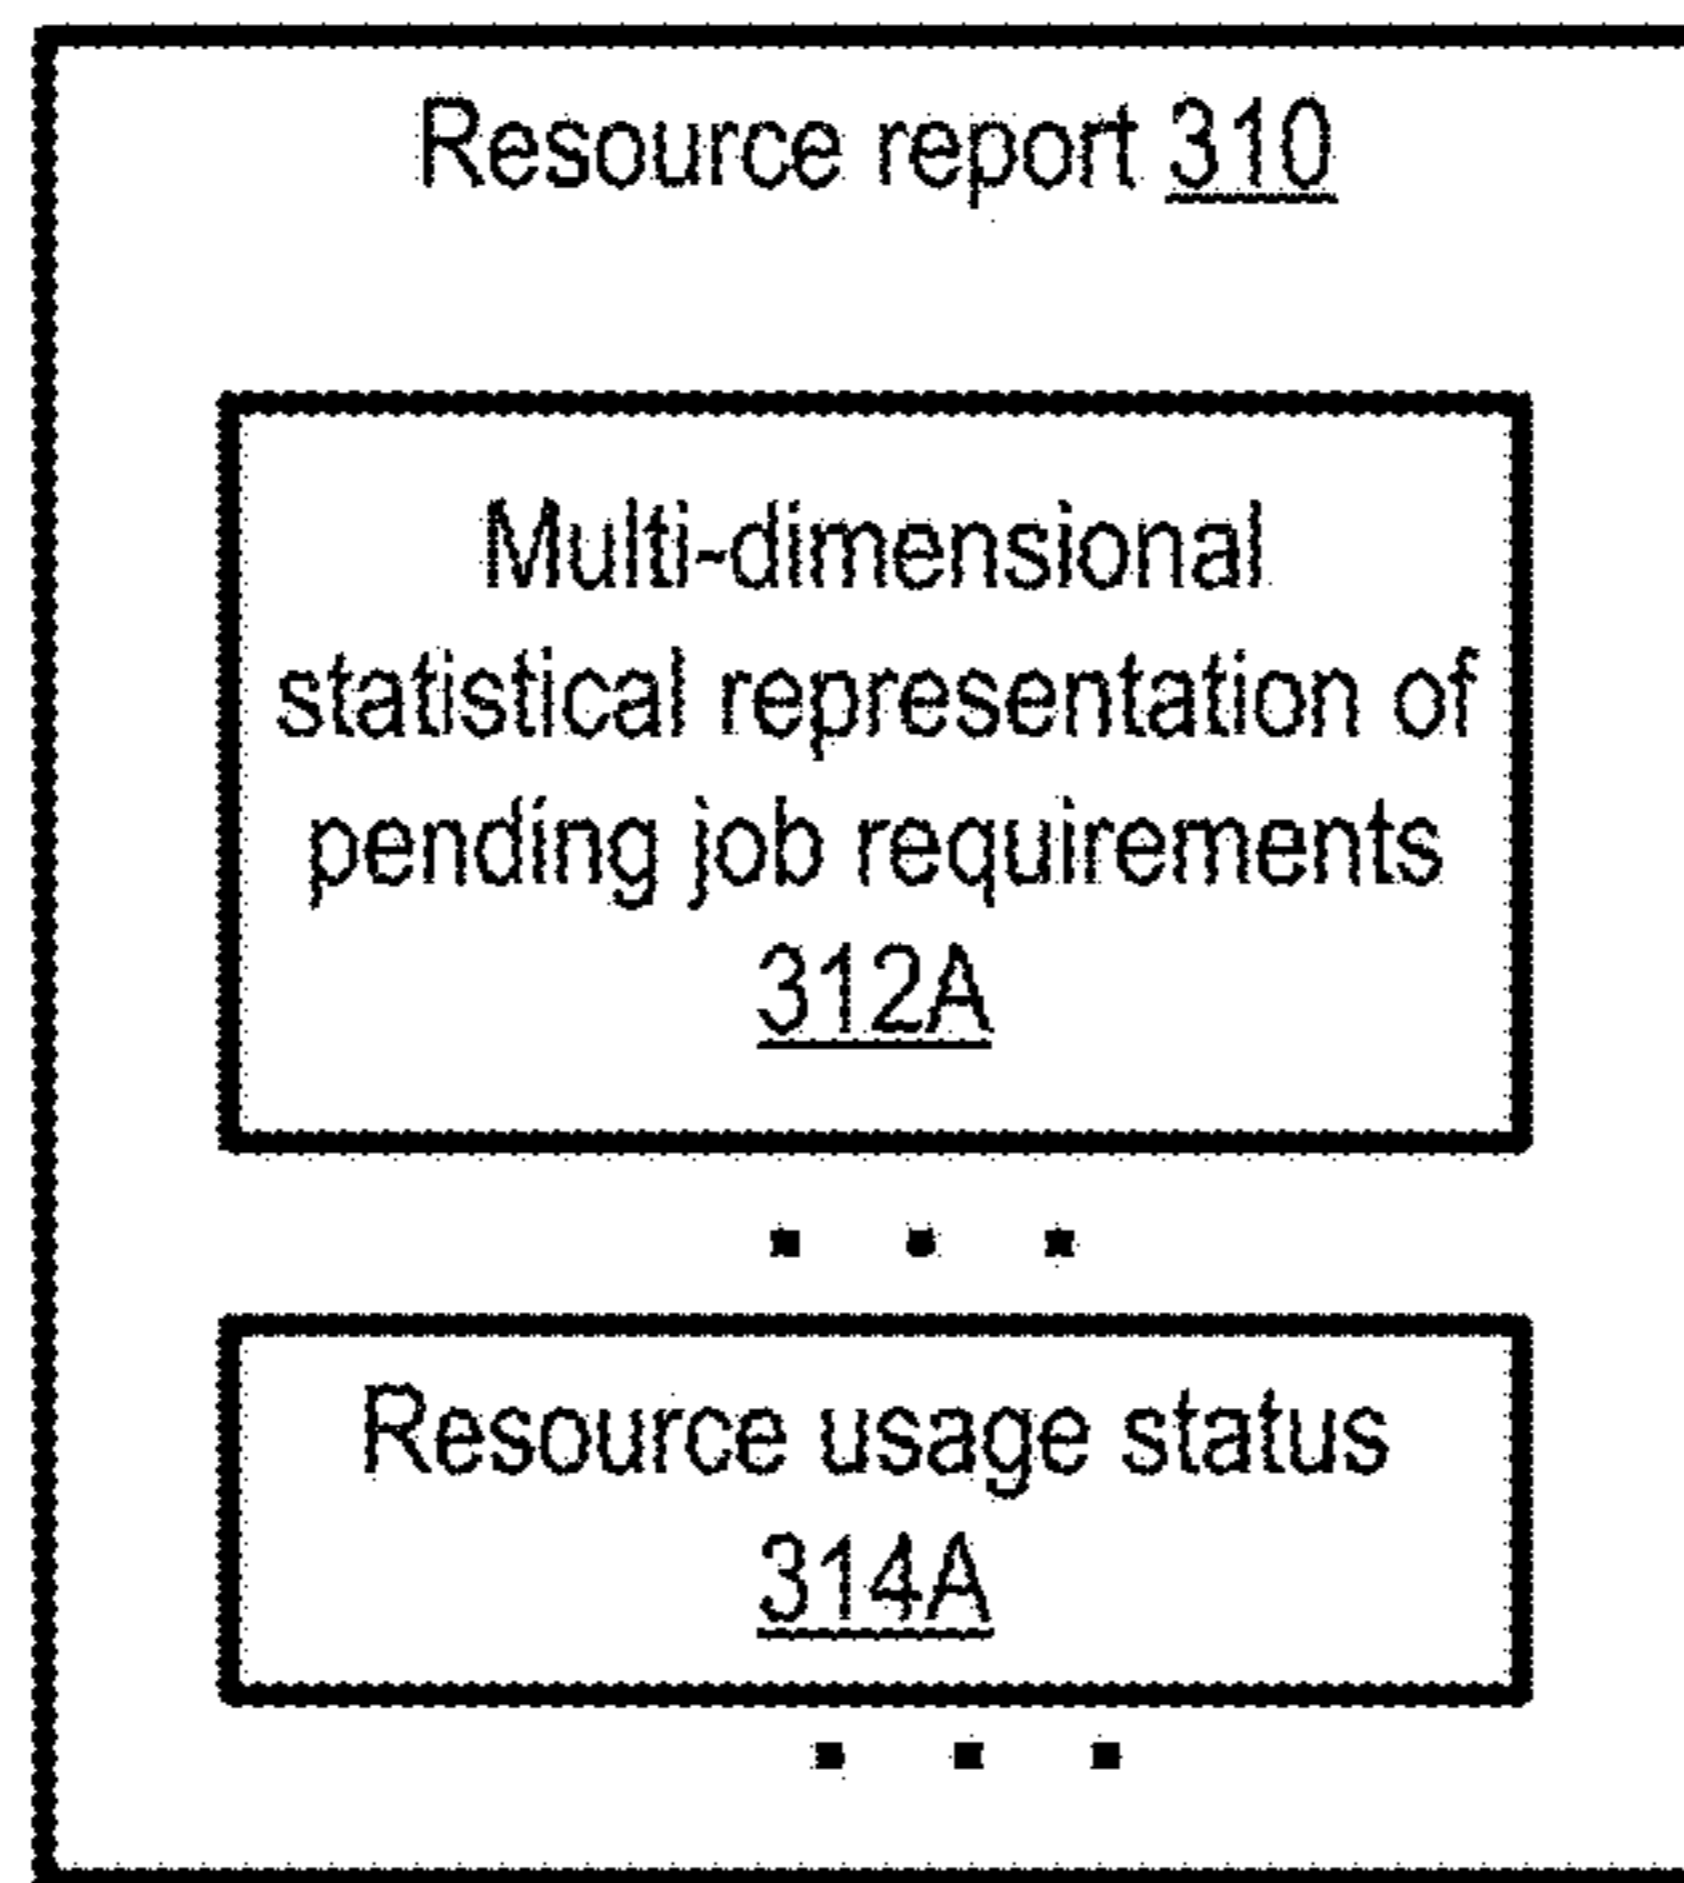 Resource report 310
Multi-dimensional
statistical representation of
pending job requirements
312A
. . .
Resource usage status
314A
. . .